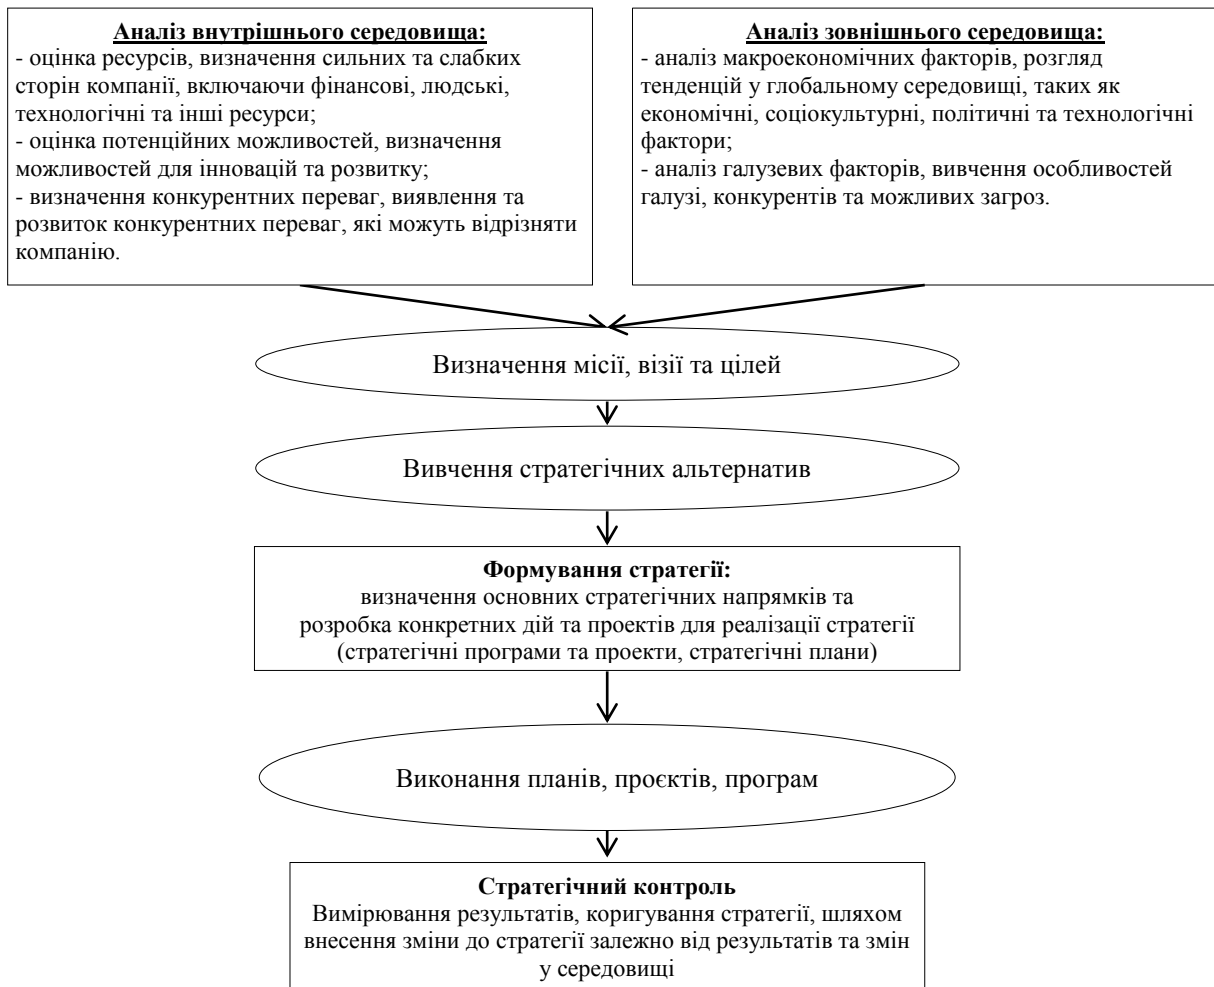 Аналіз внутрішнього середовища:
- оцінка ресурсів, визначення сильних та слабких
сторін компанії, включаючи фінансові, людські,
технологічні та інші ресурси;
- оцінка потенційних можливостей, визначення
можливостей для інновацій та розвитку;
- визначення конкурентних переваг, виявлення та
розвиток конкурентних переваг, які можуть відрізняти
компанію.
Аналіз зовнішнього середовища:
- аналіз макроекономічних факторів, розгляд
тенденцій у глобальному середовищі, таких як
економічні, соціокультурні, політичні та технологічні
фактори;
- аналіз галузевих факторів, вивчення особливостей
галузі, конкурентів та можливих загроз.
Визначення місії, візії та цілей
Вивчення стратегічних альтернатив
Формування стратегії:
визначення основних стратегічних напрямків та
розробка конкретних дій та проектів для реалізації стратегії
(стратегічні програми та проекти, стратегічні плани)
Виконання планів, проєктів, програм
Стратегічний контроль
Вимірювання результатів, коригування стратегії, шляхом
внесення зміни до стратегії залежно від результатів та змін
у середовищі